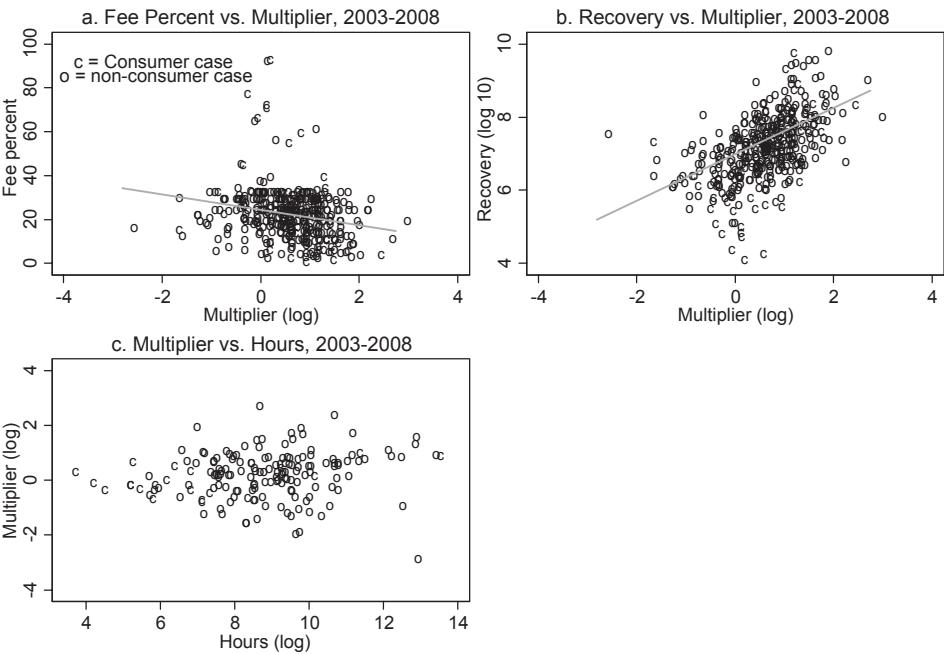 a. Fee Percent vs. Multiplier, 2003-2008
Fee percent
100
80
60
40
20
0
c = Consumer case
o = non-consumer case
-4 -2 0 2 4
Multiplier (log)
b. Recovery vs. Multiplier, 2003-2008
Recovery (log 10)
10
8
6
4
-4 -2 0 2 4
Multiplier (log)
c. Multiplier vs. Hours, 2003-2008
Multiplier (log)
4
2
0
-2
-4
4 6 8 10 12 14
Hours (log)